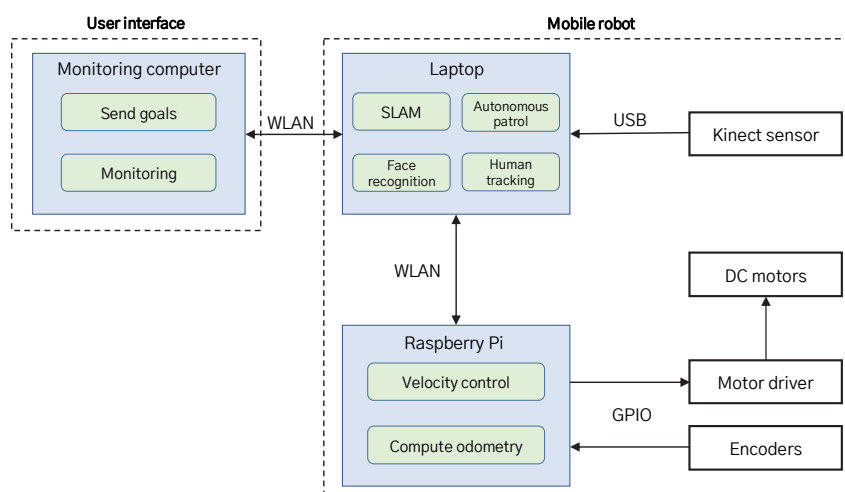 User interface
Mobile robot
Monitoring computer
Send goals
Monitoring
WLAN
Laptop
SLAM
Autonomous
patrol
Face
recognition
Human
tracking
USB
Kinect sensor
WLAN
DC motors
Raspberry Pi
Velocity control
Compute odometry
Motor driver
GPIO
Encoders